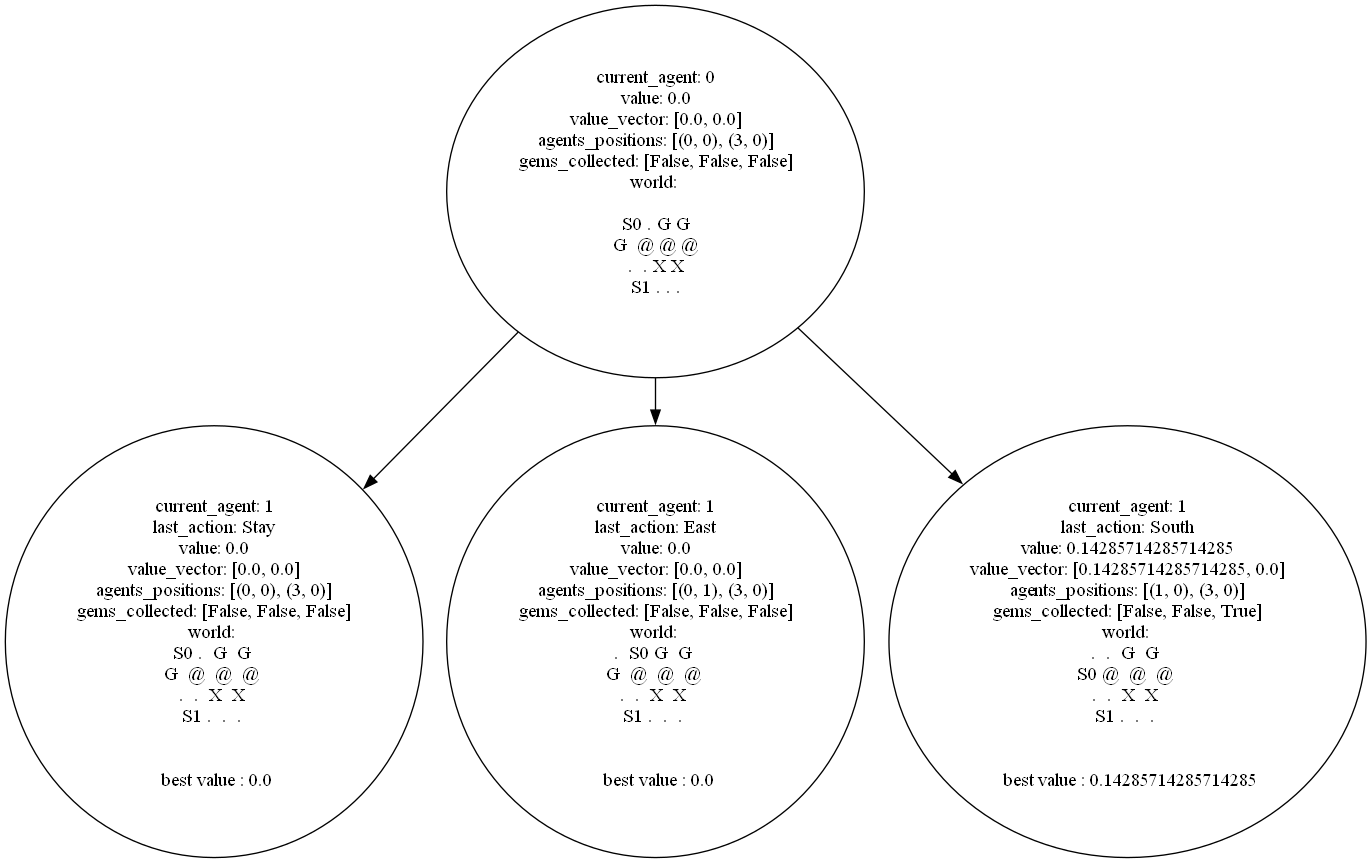 current_agent: 0
value: 0.0
value_vector: [0.0, 0.0]
agents_positions: [(0, 0), (3, 0)]
gems_collected: [False, False, False]
world:
S0 . G G
G @ @ @
. . X X
S1 . . .
current_agent: 1
last_action: Stay
value: 0.0
value_vector: [0.0, 0.0]
agents_positions: [(0, 0), (3, 0)]
gems_collected: [False, False, False]
world:
S0 . G G
G @ @ @
. . X X
S1 . . .
best value : 0.0
current_agent: 1
last_action: East
value: 0.0
value_vector: [0.0, 0.0]
agents_positions: [(0, 1), (3, 0)]
gems_collected: [False, False, False]
world:
. S0 G G
G @ @ @
. . X X
S1 . . .
best value : 0.0
current_agent: 1
last_action: South
value: 0.14285714285714285
value_vector: [0.14285714285714285, 0.0]
agents_positions: [(1, 0), (3, 0)]
gems_collected: [False, False, True]
world:
. . G G
S0 @ @ @
. . X X
S1 . . .
best value : 0.14285714285714285